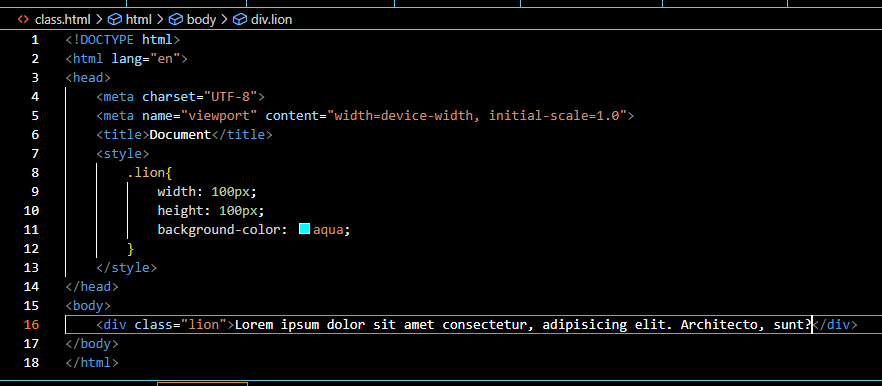 class.html > html > body > div.lion
1 <!DOCTYPE html>
2 <html lang="en">
3 <head>
4     <meta charset="UTF-8">
5     <meta name="viewport" content="width=device-width, initial-scale=1.0">
6     <title>Document</title>
7     <style>
8         .lion{
9             width: 100px;
10             height: 100px;
11             background-color: aqua;
12         }
13     </style>
14 </head>
15 <body>
16     <div class="lion">Lorem ipsum dolor sit amet consectetur, adipisicing elit. Architecto, sunt?</div>
17 </body>
18 </html>